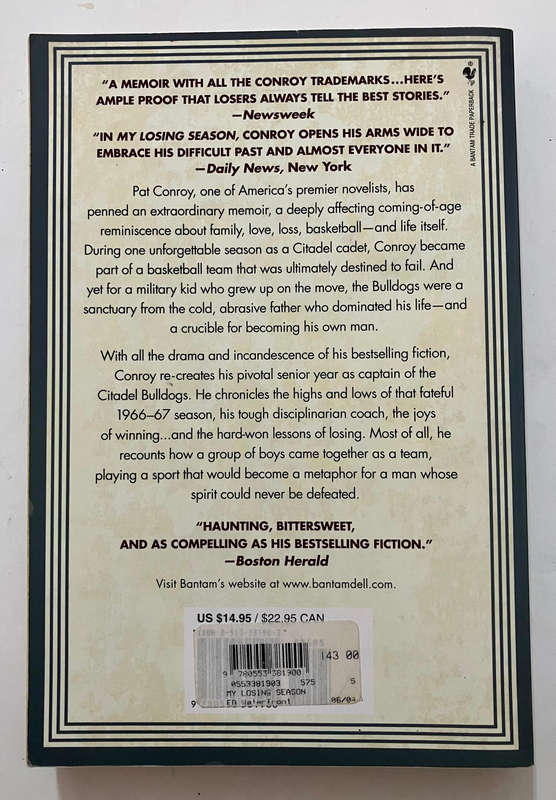 “A MEMOIR WITH ALL THE CONROY TRADEMARKS...HERE’S
AMPLE PROOF THAT LOSERS ALWAYS TELL THE BEST STORIES.”
—Newsweek
“IN MY LOSING SEASON, CONROY OPENS HIS ARMS WIDE TO
EMBRACE HIS DIFFICULT PAST AND ALMOST EVERYONE IN IT.”
—Daily News, New York
A BANTAM TRADE PAPERBACK
Pat Conroy, one of America’s premier novelists, has
penned an extraordinary memoir, a deeply affecting coming-of-age
reminiscence about family, love, loss, basketball—and life itself.
During one unforgettable season as a Citadel cadet, Conroy became
part of a basketball team that was ultimately destined to fail. And
yet for a military kid who grew up on the move, the Bulldogs were a
sanctuary from the cold, abrasive father who dominated his life—and
a crucible for becoming his own man.
With all the drama and incandescence of his bestselling fiction,
Conroy re-creates his pivotal senior year as captain of the
Citadel Bulldogs. He chronicles the highs and lows of that fateful
1966–67 season, his tough disciplinarian coach, the joys
of winning...and the hard-won lessons of losing. Most of all, he
recounts how a group of boys came together as a team,
playing a sport that would become a metaphor for a man whose
spirit could never be defeated.
“HAUNTING, BITTERSWEET,
AND AS COMPELLING AS HIS BESTSELLING FICTION.”
—Boston Herald
Visit Bantam’s website at www.bantamdell.com.
US $14.95 / $22.95 CAN
143 00
9 780553 381900
0553381903 575 5
MY LOSING SEASON
EB Waterfront